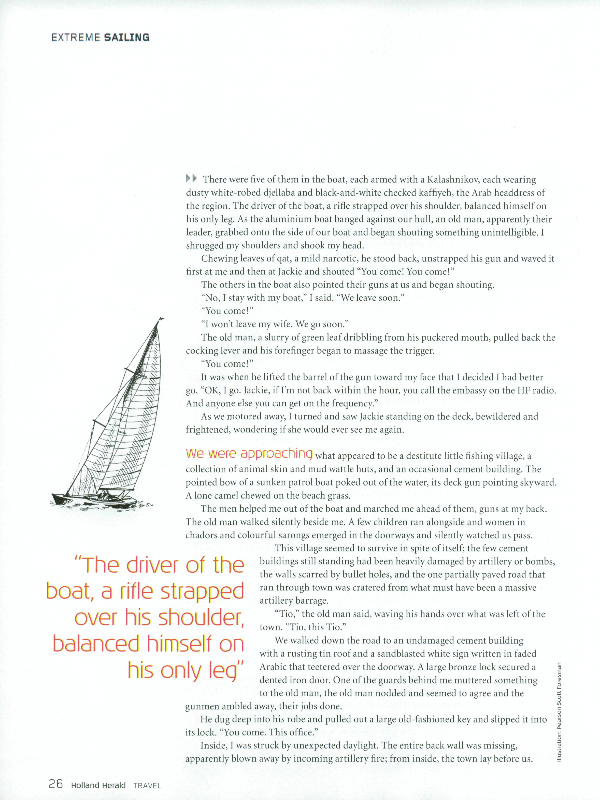 EXTREME SAILING
There were five of them in the boat, each armed with a Kalashnikov, each wearing
dusty white-robed djellaba and black-and-white checked kaffiyeh, the Arab headdress of
the region. The driver of the boat, a rifle strapped over his shoulder, balanced himself on
his only leg. As the aluminium boat banged against our hull, an old man, apparently their
leader, grabbed onto the side of our boat and began shouting something unintelligible. I
shrugged my shoulders and shook my head.
Chewing leaves of qat, a mild narcotic, he stood back, unstrapped his gun and waved it
first at me and then at Jackie and shouted “You come! You come!”
The others in the boat also pointed their guns at us and began shouting.
“No, I stay with my boat,” I said. “We leave soon.”
“You come!”
“I won’t leave my wife. We go soon.”
The old man, a slurry of green leaf dribbling from his puckered mouth, pulled back the
cocking lever and his forefinger began to massage the trigger.
“You come!”
It was when he lifted the barrel of the gun toward my face that I decided I had better
go. “OK, I go. Jackie, if I’m not back within the hour, you call the embassy on the HF radio.
And anyone else you can get on the frequency.”
As we motored away, I turned and saw Jackie standing on the deck, bewildered and
frightened, wondering if she would ever see me again.
We were approaching what appeared to be a destitute little fishing village, a
collection of animal skin and mud wattle huts, and an occasional cement building. The
pointed bow of a sunken patrol boat poked out of the water, its deck gun pointing skyward.
A lone camel chewed on the beach grass.
The men helped me out of the boat and marched me ahead of them, guns at my back.
The old man walked silently beside me. A few children ran alongside and women in
chadors and colourful sarongs emerged in the doorways and silently watched us pass.
This village seemed to survive in spite of itself; the few cement
buildings still standing had been heavily damaged by artillery or bombs,
the walls scarred by bullet holes, and the one partially paved road that
ran through town was cratered from what must have been a massive
artillery barrage.
“Tio,” the old man said, waving his hands over what was left of the
town. “Tio, this Tio.”
We walked down the road to an undamaged cement building
with a rusting tin roof and a sandblasted white sign written in faded
Arabic that teetered over the doorway. A large bronze lock secured a
dented iron door. One of the guards behind me muttered something
to the old man, the old man nodded and seemed to agree and the
gunmen ambled away, their jobs done.
He dug deep into his robe and pulled out a large old-fashioned key and slipped it into
its lock. “You come. This office.”
Inside, I was struck by unexpected daylight. The entire back wall was missing,
apparently blown away by incoming artillery fire; from inside, the town lay before us.
“The driver of the
boat, a rifle strapped
over his shoulder,
balanced himself on
his only leg”
Illustration: Pearson Scott Foresman
26 Holland Herald TRAVEL